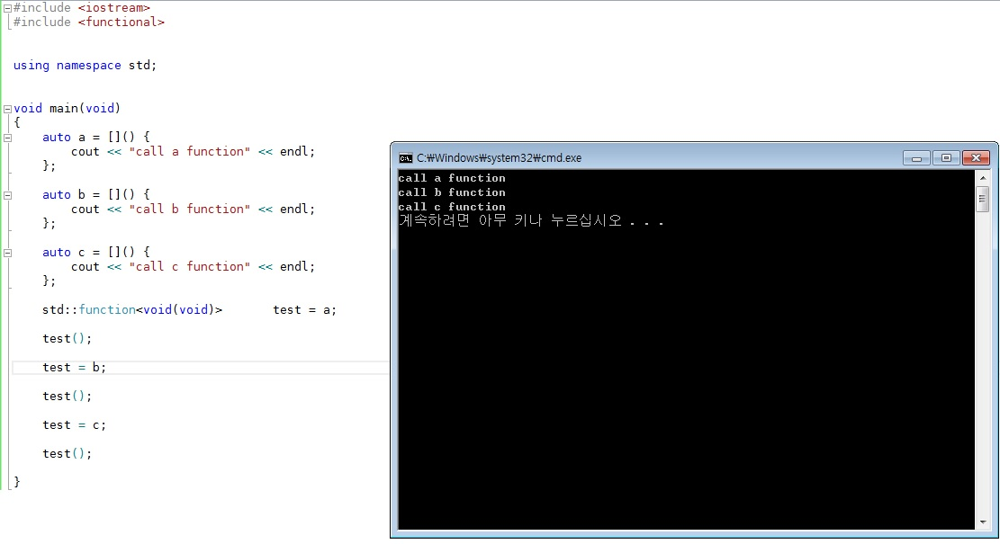 #include <iostream>
#include <functional>
using namespace std;
void main(void)
{
auto a = []() {
cout << "call a function" << endl;
};
auto b = []() {
cout << "call b function" << endl;
};
auto c = []() {
cout << "call c function" << endl;
};
std::function<void(void)> test = a;
test();
test = b;
test();
test = c;
test();
}
C:₩Windows₩system32₩cmd.exe
call a function
call b function
call c function
계속하려면 아무 키나 누르십시오 . . .